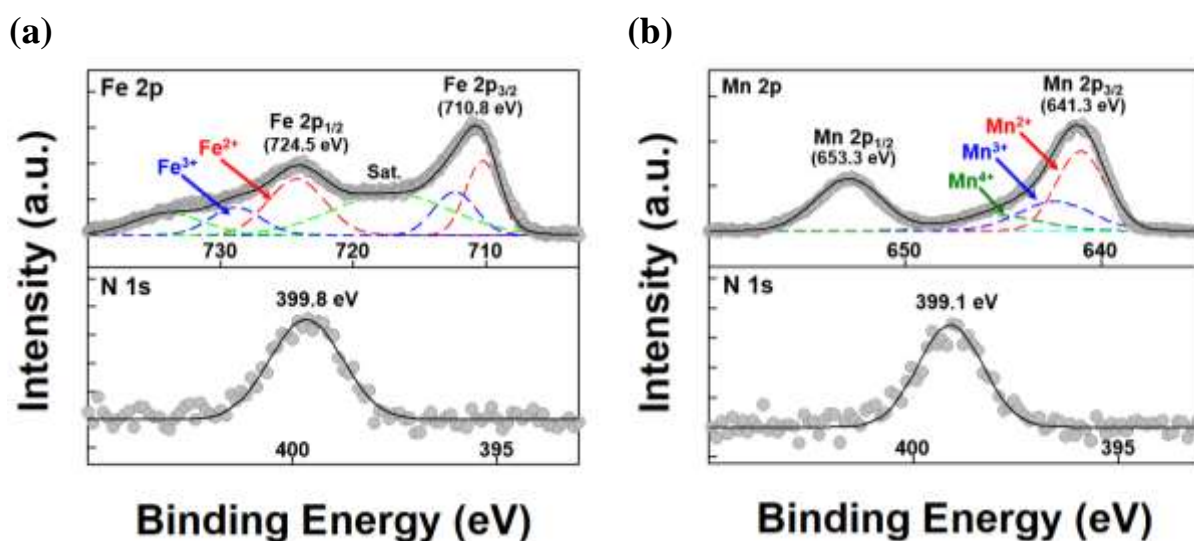 (a)
Fe 2p
Fe 2p3/2
(710.8 eV)
Fe 2p1/2
(724.5 eV)
Fe3+
Fe2+
Sat.
730
720
710
N 1s
399.8 eV
400
395
Intensity (a.u.)
Binding Energy (eV)
(b)
Mn 2p
Mn 2p3/2
(641.3 eV)
Mn 2p1/2
(653.3 eV)
Mn2+
Mn3+
Mn4+
650
640
N 1s
399.1 eV
400
395
Intensity (a.u.)
Binding Energy (eV)